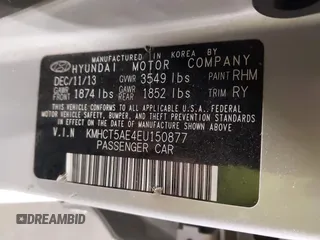 MANUFACTURED IN KOREA BY
HYUNDAI MOTOR COMPANY
DEC/11/13 GVWR 3549 lbs PAINT RHM
GAWR FRT 1874 lbs GAWR RR 1852 lbs TRIM RY
THIS VEHICLE CONFORMS TO ALL APPLICABLE U.S.A. FEDERAL
MOTOR VEHICLE SAFETY, BUMPER, AND THEFT PREVENTION
STANDARDS IN EFFECT ON THE DATE OF MANUFACTURE SHOWN ABOVE.
V.I.N KMHCT5AE4EU150877
PASSENGER CAR
DREAMBID